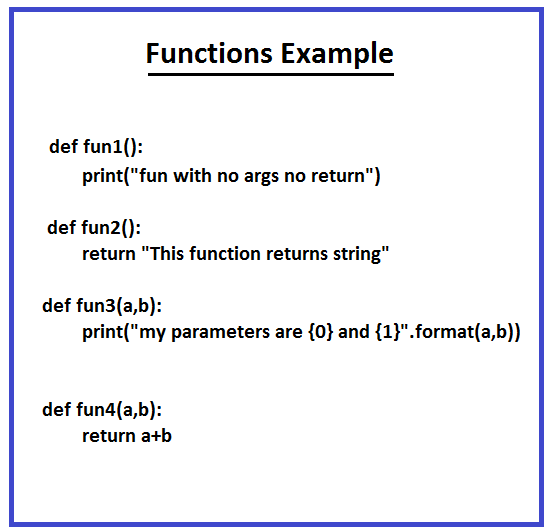 Functions Example
def fun1():
print("fun with no args no return")
def fun2():
return "This function returns string"
def fun3(a,b):
print("my parameters are {0} and {1}".format(a,b))
def fun4(a,b):
return a+b